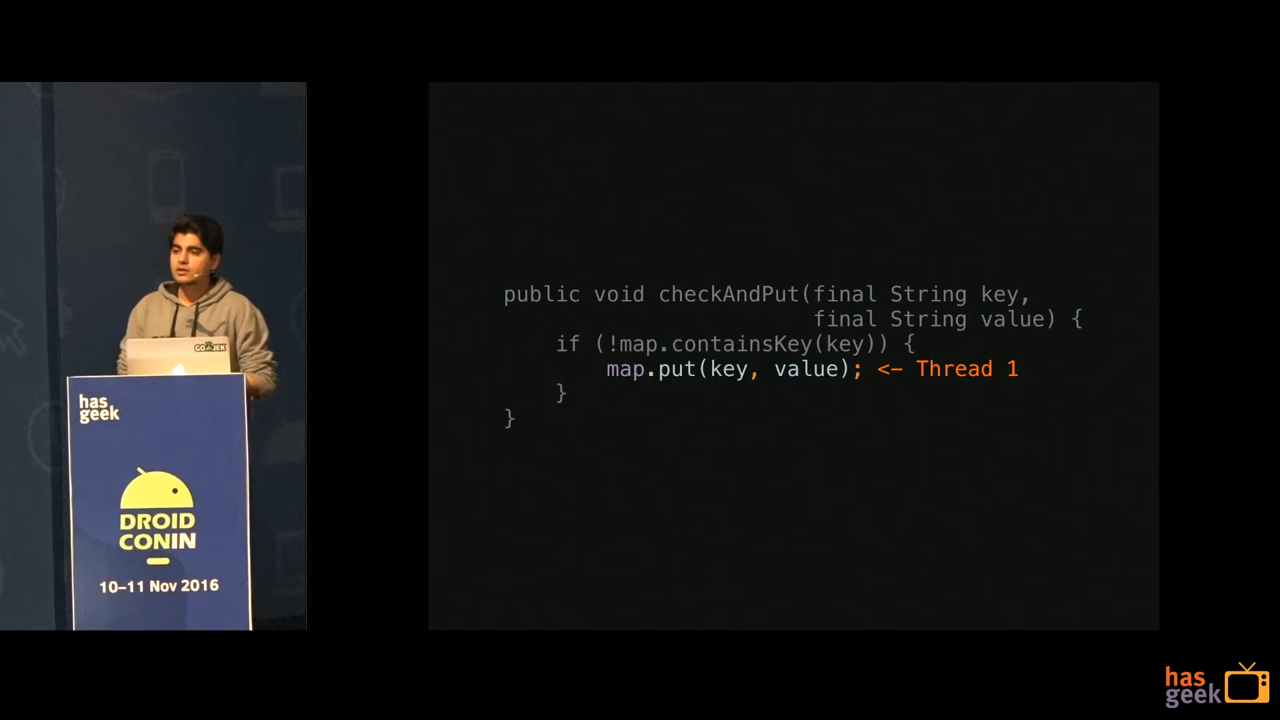 GO-JEK
has
geek
DROID
CONIN
10–11 Nov 2016
public void checkAndPut(final String key,
final String value) {
if (!map.containsKey(key)) {
map.put(key, value); <– Thread 1
}
}
has
geek